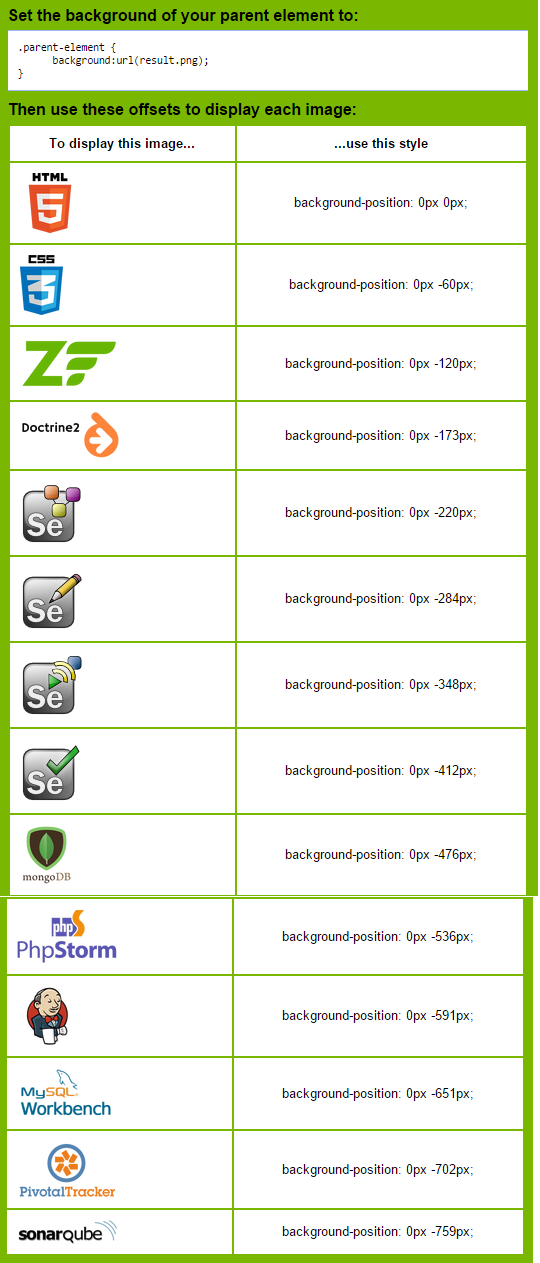 Set the background of your parent element to:
.parent-element {
background:url(result.png);
}
Then use these offsets to display each image:
To display this image... ...use this style
HTML
5
background-position: 0px 0px;
CSS
3
background-position: 0px -60px;
ZF
background-position: 0px -120px;
Doctrine2
background-position: 0px -173px;
Se
background-position: 0px -220px;
Se
background-position: 0px -284px;
Se
background-position: 0px -348px;
Se
background-position: 0px -412px;
mongoDB
background-position: 0px -476px;
php
PhpStorm
background-position: 0px -536px;
background-position: 0px -591px;
MySQL
Workbench
background-position: 0px -651px;
PivotalTracker
background-position: 0px -702px;
sonarqube
background-position: 0px -759px;